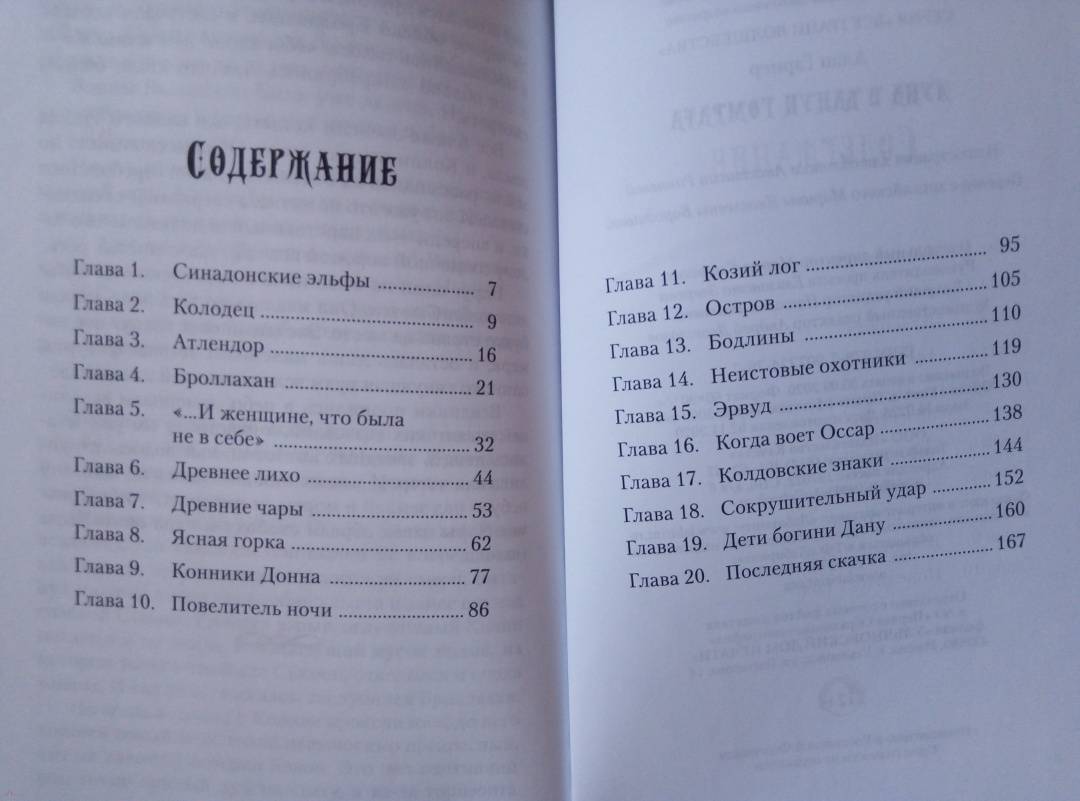 Содержание
Глава 1. Синадонские эльфы ........ 7
Глава 2. Колодец ........ 9
Глава 3. Атлендор ........ 16
Глава 4. Броллахан ........ 21
Глава 5. «...И женщине, что была
не в себе» ........ 32
Глава 6. Древнее лихо ........ 44
Глава 7. Древние чары ........ 53
Глава 8. Ясная горка ........ 62
Глава 9. Конники Донна ........ 77
Глава 10. Повелитель ночи ........ 86
Глава 11. Козий лог ........ 95
Глава 12. Остров ........ 105
Глава 13. Бодлины ........ 110
Глава 14. Неистовые охотники ........ 119
Глава 15. Эрвуд ........ 130
Глава 16. Когда воет Оссар ........ 138
Глава 17. Колдовские знаки ........ 144
Глава 18. Сокрушительный удар ........ 152
Глава 19. Дети богини Дану ........ 160
Глава 20. Последняя скачка ........ 167